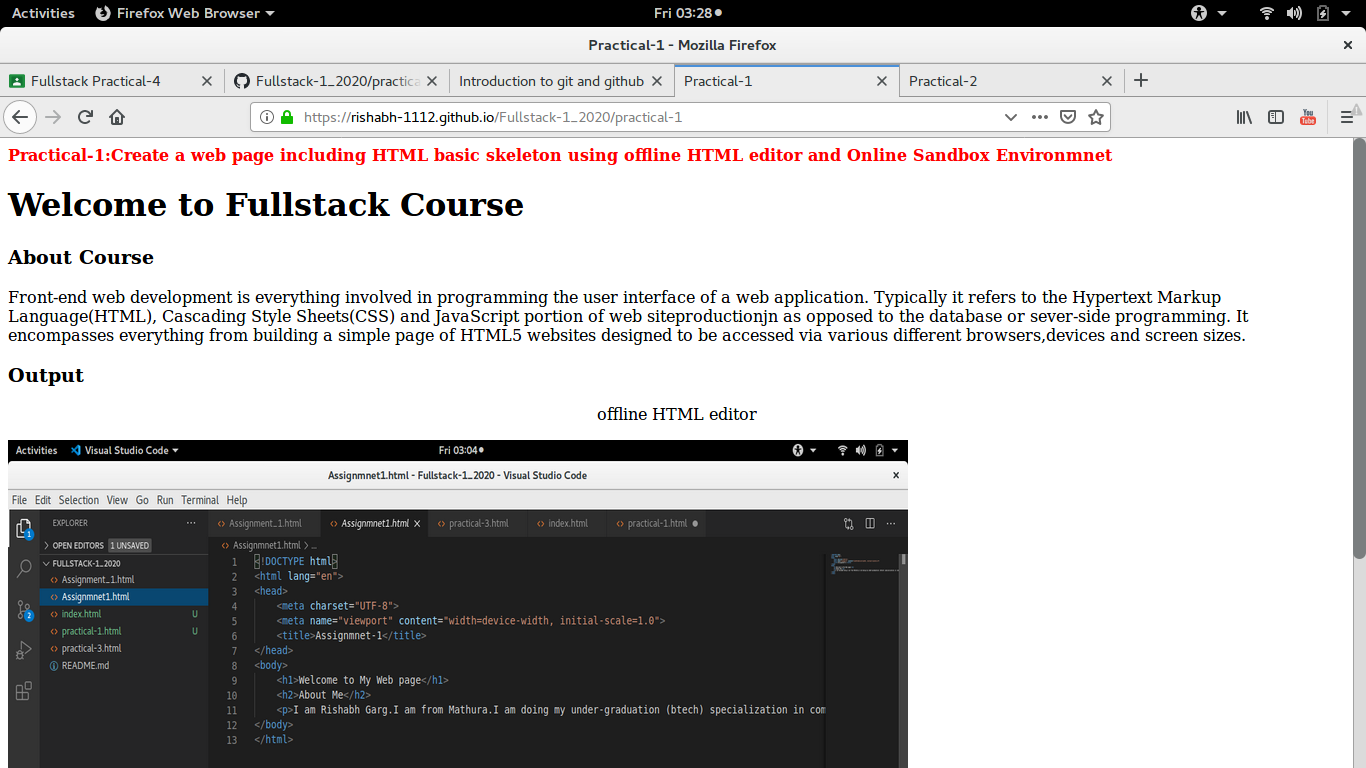 Activities Firefox Web Browser Fri 03:28
Practical-1 - Mozilla Firefox
Fullstack Practical-4 Fullstack-1_2020/practica Introduction to git and github Practical-1 Practical-2
https://rishabh-1112.github.io/Fullstack-1_2020/practical-1
You Tube
Practical-1:Create a web page including HTML basic skeleton using offline HTML editor and Online Sandbox Environmnet
Welcome to Fullstack Course
About Course
Front-end web development is everything involved in programming the user interface of a web application. Typically it refers to the Hypertext Markup
Language(HTML), Cascading Style Sheets(CSS) and JavaScript portion of web siteproductionjn as opposed to the database or sever-side programming. It
encompasses everything from building a simple page of HTML5 websites designed to be accessed via various different browsers,devices and screen sizes.
Output
offline HTML editor
Activities Visual Studio Code Fri 03:04
Assignmnet1.html - Fullstack-1_2020 - Visual Studio Code
File Edit Selection View Go Run Terminal Help
EXPLORER ... Assignment_1.html Assignmnet1.html practical-3.html index.html practical-1.html
OPEN EDITORS 1 UNSAVED Assignmnet1.html > ...
FULLSTACK-1_2020
Assignment_1.html
Assignmnet1.html
index.html U
practical-1.html U
practical-3.html
README.md
1
2
2
1 <!DOCTYPE html>
2 <html lang="en">
3 <head>
4 <meta charset="UTF-8">
5 <meta name="viewport" content="width=device-width, initial-scale=1.0">
6 <title>Assignmnet-1</title>
7 </head>
8 <body>
9 <h1>Welcome to My Web page</h1>
10 <h2>About Me</h2>
11 <p>I am Rishabh Garg.I am from Mathura.I am doing my under-graduation (btech) specialization in com
12 </body>
13 </html>